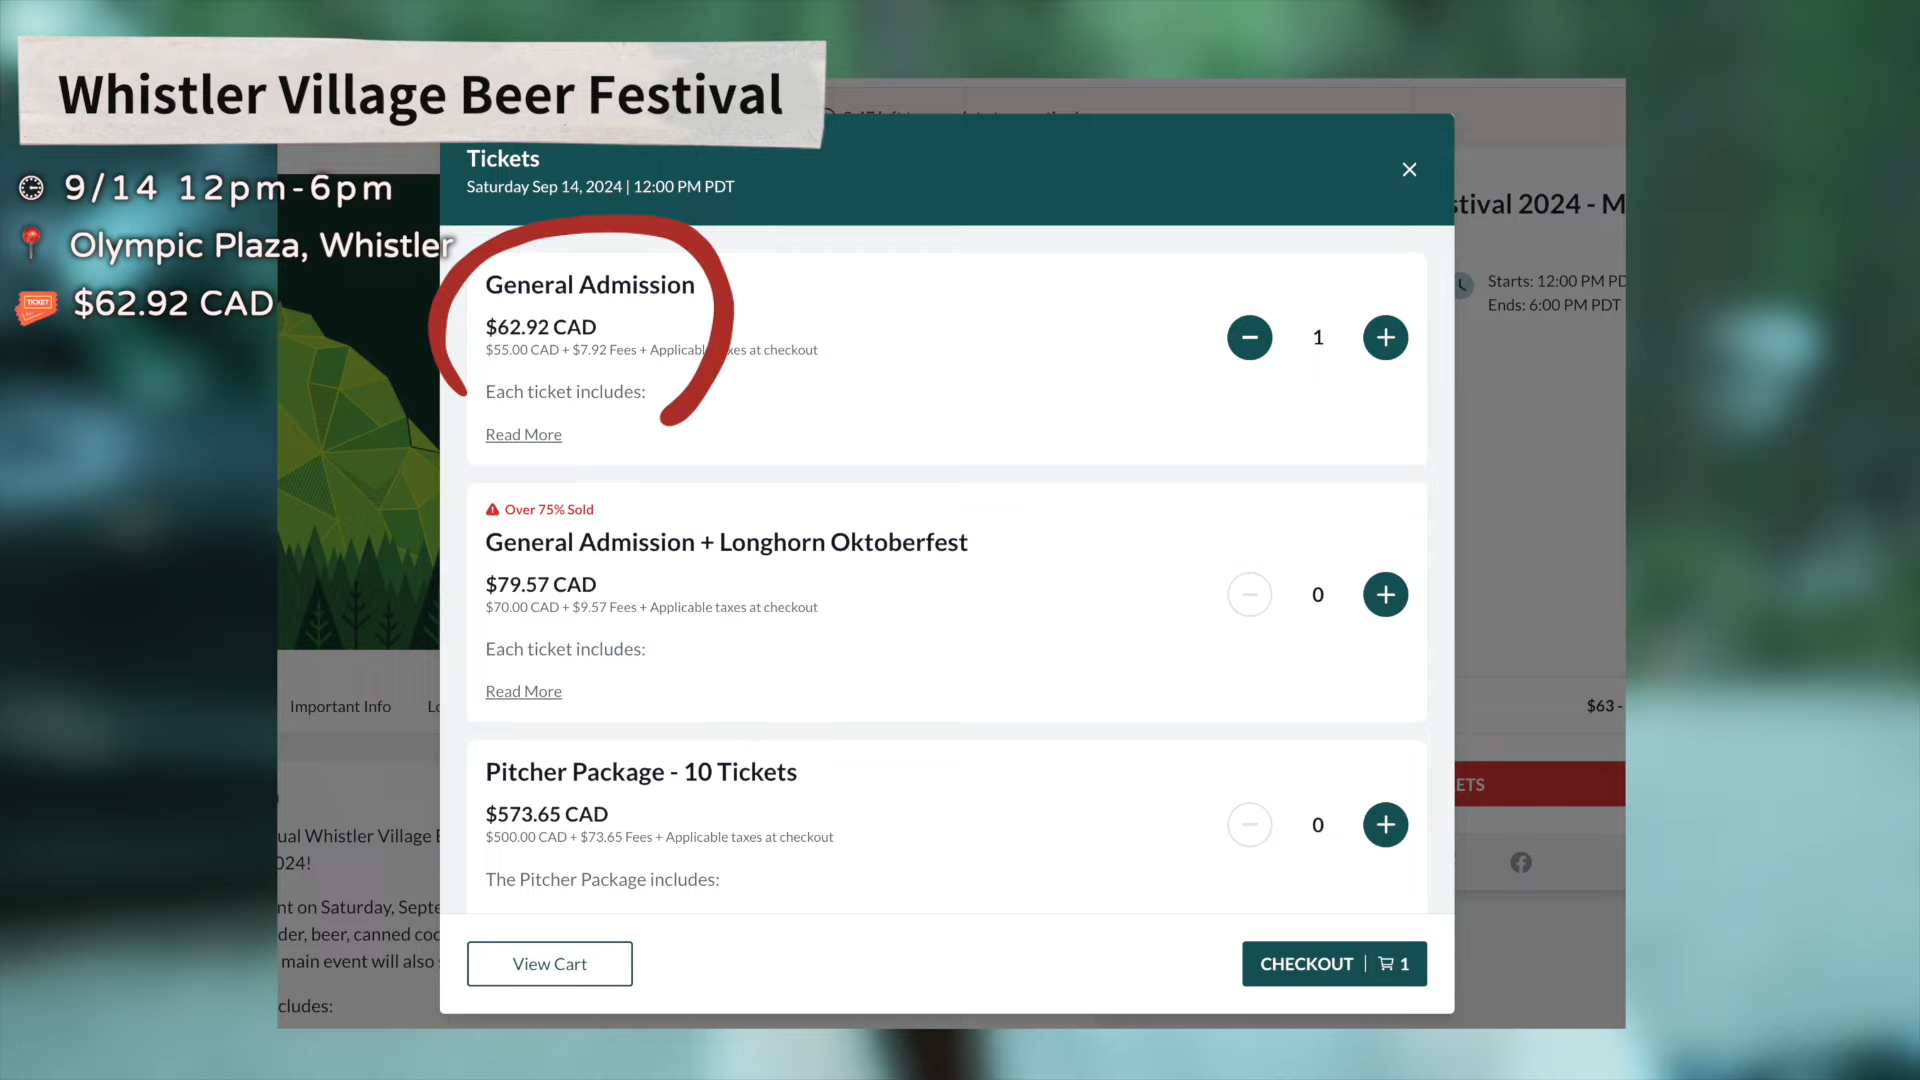 Whistler Village Beer Festival
9/14 12pm-6pm
Olympic Plaza, Whistler
TICKET
$62.92 CAD
Tickets
Saturday Sep 14, 2024 | 12:00 PM PDT
General Admission
$62.92 CAD
$55.00 CAD + $7.92 Fees + Applicable taxes at checkout
Each ticket includes:
Read More
1
Over 75% Sold
General Admission + Longhorn Oktoberfest
$79.57 CAD
$70.00 CAD + $9.57 Fees + Applicable taxes at checkout
Each ticket includes:
Read More
0
Pitcher Package - 10 Tickets
$573.65 CAD
$500.00 CAD + $73.65 Fees + Applicable taxes at checkout
The Pitcher Package includes:
0
View Cart
CHECKOUT | 1
stival 2024 - M
Starts: 12:00 PM PD
Ends: 6:00 PM PDT
$63 -
ETS
Important Info
ual Whistler Village
024!
nt on Saturday, Septe
der, beer, canned coc
main event will also
cludes: